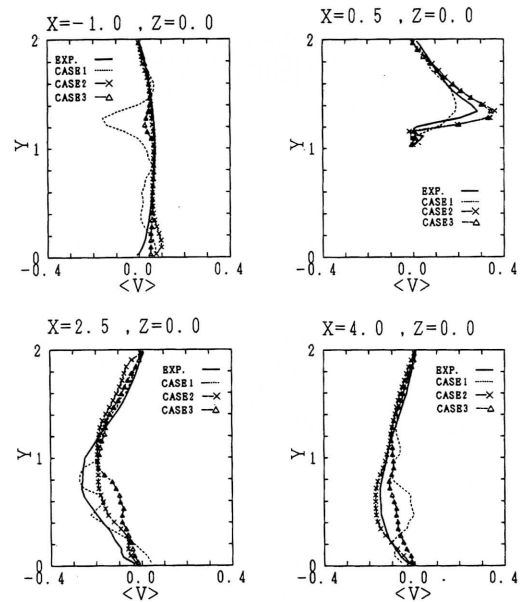 X=-1.0 , Z=0.0
2
EXP.
CASE1
CASE2
CASE3
Y
1
0
-0.4 0.0 0.4
<V>
X=0.5 , Z=0.0
2
Y
1
EXP.
CASE1
CASE2
CASE3
0
-0.4 0.0 0.4
<V>
X=2.5 , Z=0.0
2
EXP.
CASE1
CASE2
CASE3
Y
1
0
-0.4 0.0 0.4
<V>
X=4.0 , Z=0.0
2
EXP.
CASE1
CASE2
CASE3
Y
1
0
-0.4 0.0 0.4
<V>